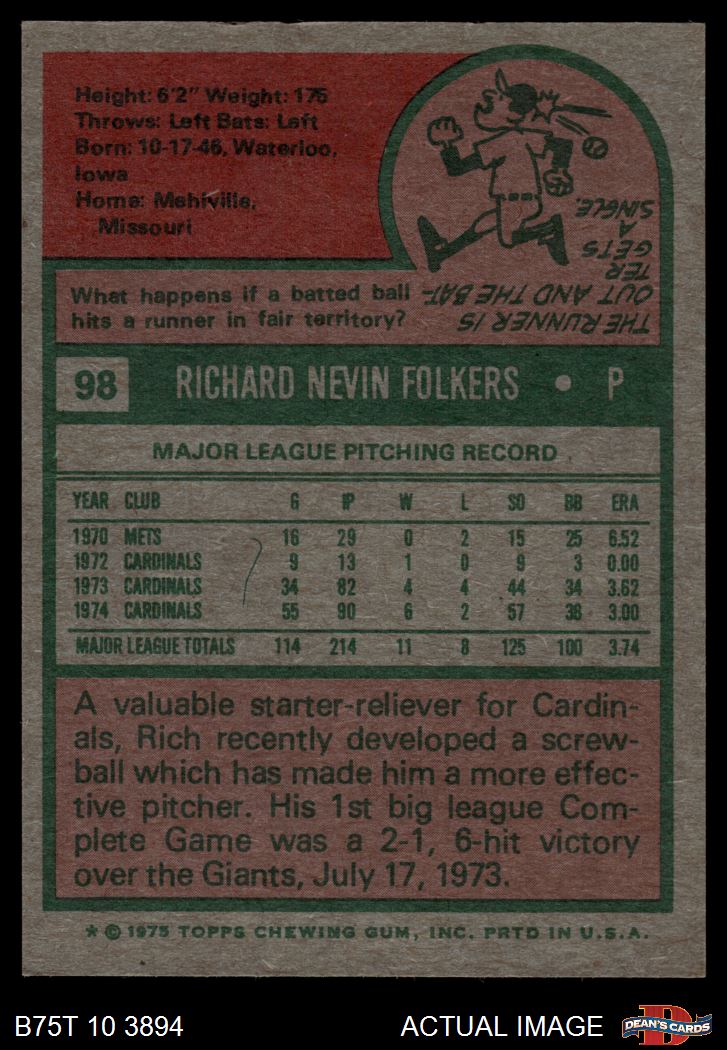 Height: 6'2" Weight: 175
Throws: Left Bats: Left
Born: 10-17-46, Waterloo,
Iowa
Home: Mehlville,
Missouri
What happens if a batted ball
hits a runner in fair territory?
THE RUNNER IS
OUT AND THE BAT-
TER
GETS
A
SINGLE.
98 RICHARD NEVIN FOLKERS • P
MAJOR LEAGUE PITCHING RECORD
YEAR CLUB G IP W L SO BB ERA
1970 METS 16 29 0 2 15 25 6.52
1972 CARDINALS 9 13 1 0 9 3 0.00
1973 CARDINALS 34 82 4 4 44 34 3.62
1974 CARDINALS 55 90 6 2 57 38 3.00
MAJOR LEAGUE TOTALS 114 214 11 8 125 100 3.74
A valuable starter-reliever for Cardin-
als, Rich recently developed a screw-
ball which has made him a more effec-
tive pitcher. His 1st big league Com-
plete Game was a 2-1, 6-hit victory
over the Giants, July 17, 1973.
* © 1975 TOPPS CHEWING GUM, INC. PRTD IN U.S.A.
B75T 10 3894 ACTUAL IMAGE D DEAN'S CARDS